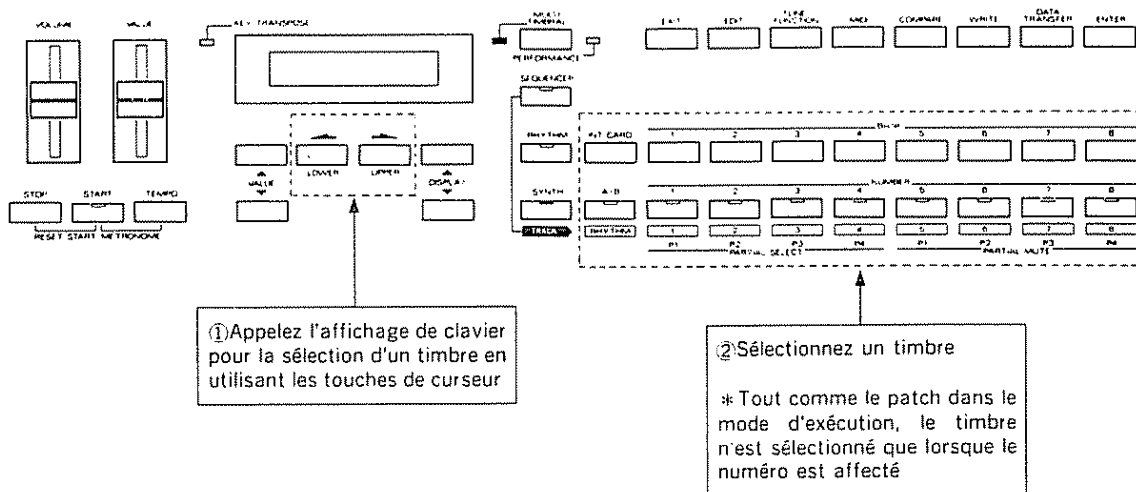 VOLUME VALUE KEY TRANSPOSE MULTI TIMBRAL EXIT EDIT TUNE FUNCTION MIDI COMPARE WRITE DATA TRANSFER ENTER
PERFORMANCE
SEQUENCER
RHYTHM INT CARD BANK
1 2 3 4 5 6 7 8
VALUE LOWER UPPER DISPLAY
STOP START TEMPO SYNTH A·B NUMBER
1 2 3 4 5 6 7 8
RESET START METRONOME TRACK RHYTHM 1 2 3 4 5 6 7 8
P1 P2 P3 P4 P1 P2 P3 P4
PARTIAL SELECT PARTIAL MUTE
①Appelez l'affichage de clavier
pour la sélection d'un timbre en
utilisant les touches de curseur
②Sélectionnez un timbre
* Tout comme le patch dans le
mode d'exécution, le timbre
n'est sélectionné que lorsque le
numéro est affecté